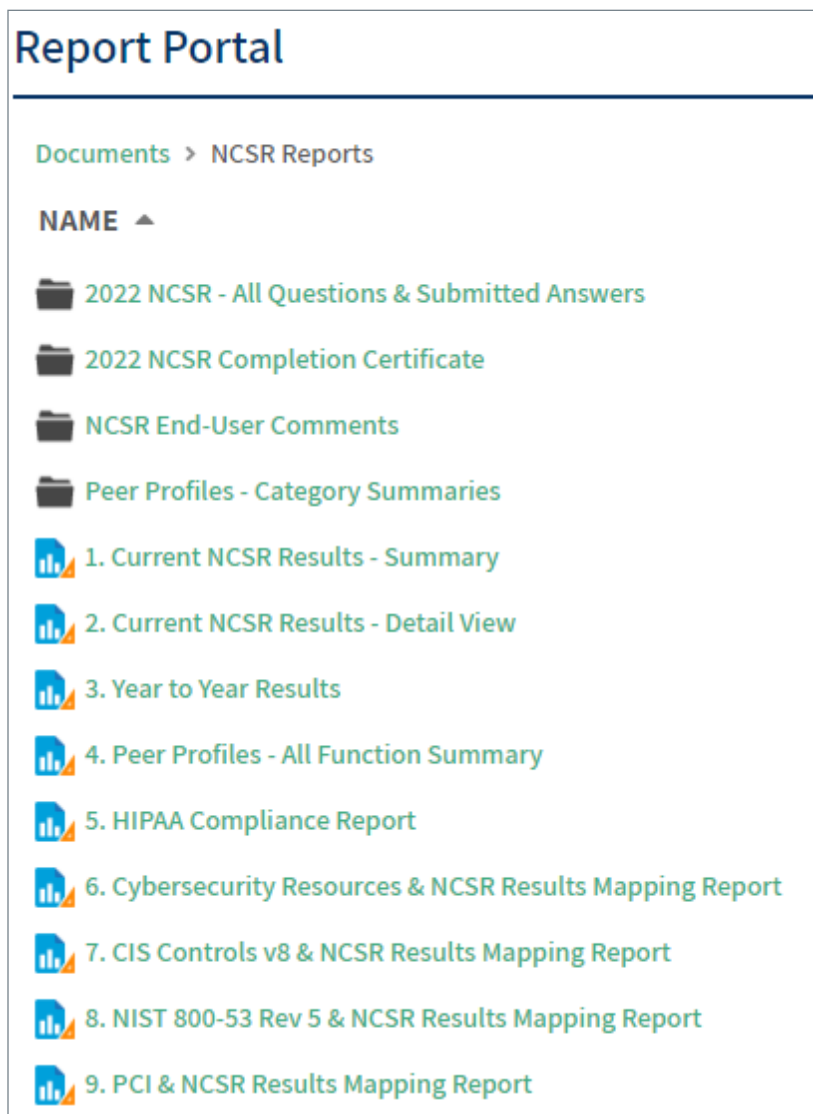 Report Portal
Documents > NCSR Reports
NAME
2022 NCSR - All Questions & Submitted Answers
2022 NCSR Completion Certificate
NCSR End-User Comments
Peer Profiles - Category Summaries
1. Current NCSR Results - Summary
2. Current NCSR Results - Detail View
3. Year to Year Results
4. Peer Profiles - All Function Summary
5. HIPAA Compliance Report
6. Cybersecurity Resources & NCSR Results Mapping Report
7. CIS Controls v8 & NCSR Results Mapping Report
8. NIST 800-53 Rev 5 & NCSR Results Mapping Report
9. PCI & NCSR Results Mapping Report